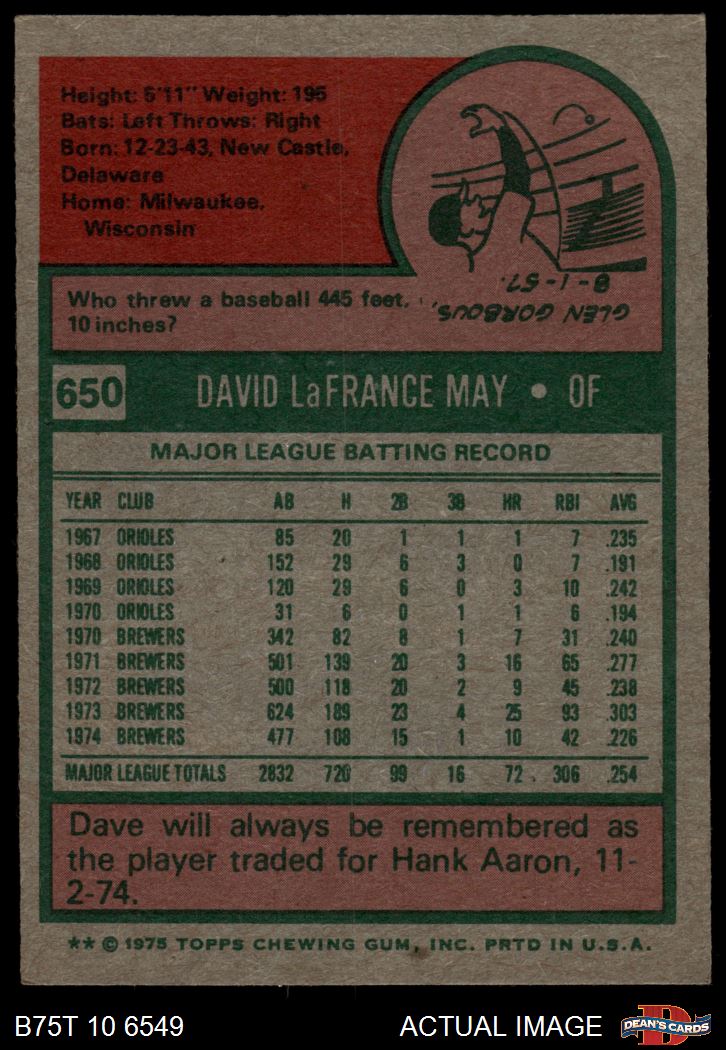 Height: 5'11" Weight: 195
Bats: Left Throws: Right
Born: 12-23-43, New Castle,
Delaware
Home: Milwaukee,
Wisconsin
Who threw a baseball 445 feet,
10 inches?
GLEN GORBOUS,
8-1-57.
650 DAVID LaFRANCE MAY • OF
MAJOR LEAGUE BATTING RECORD
YEAR CLUB AB H 2B 3B HR RBI AVG
1967 ORIOLES 85 20 1 1 1 7 .235
1968 ORIOLES 152 29 6 3 0 7 .191
1969 ORIOLES 120 29 6 0 3 10 .242
1970 ORIOLES 31 6 0 1 1 6 .194
1970 BREWERS 342 82 8 1 7 31 .240
1971 BREWERS 501 139 20 3 16 65 .277
1972 BREWERS 500 118 20 2 9 45 .238
1973 BREWERS 624 189 23 4 25 93 .303
1974 BREWERS 477 108 15 1 10 42 .226
MAJOR LEAGUE TOTALS 2832 720 99 16 72 306 .254
Dave will always be remembered as
the player traded for Hank Aaron, 11-
2-74.
** © 1975 TOPPS CHEWING GUM, INC. PRTD IN U.S.A.
B75T 10 6549 ACTUAL IMAGE
D
DEAN'S CARDS